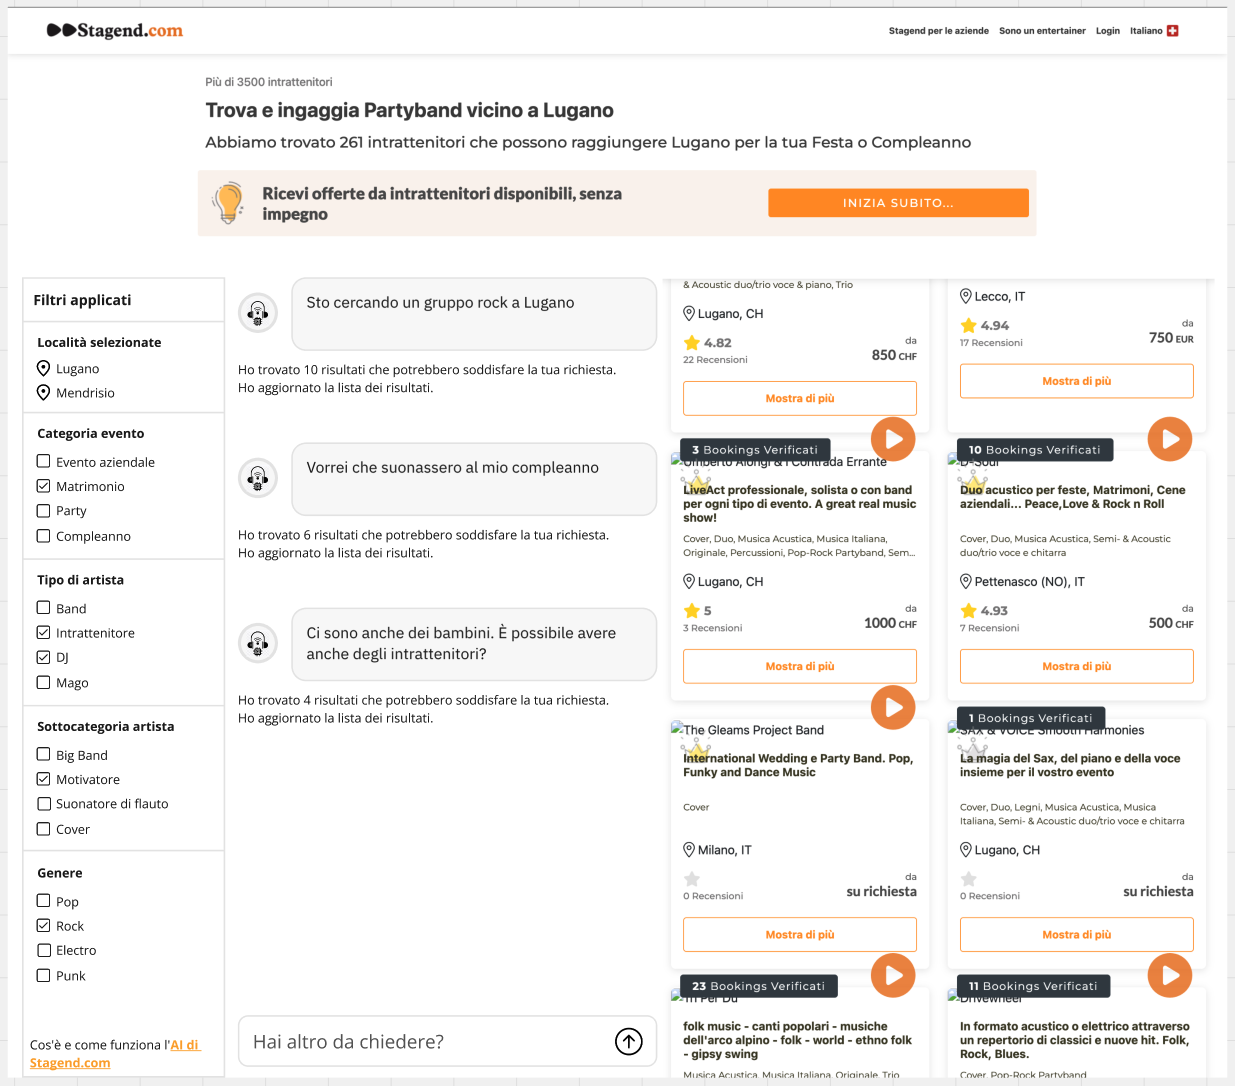 Stagend.com
Stagend per le aziende Sono un entertainer Login Italiano
Più di 3500 intrattenitori
Trova e ingaggia Partyband vicino a Lugano
Abbiamo trovato 261 intrattenitori che possono raggiungere Lugano per la tua Festa o Compleanno
Ricevi offerte da intrattenitori disponibili, senza
impegno
INIZIA SUBITO...
Filtri applicati
Località selezionate
Lugano
Mendrisio
Categoria evento
Evento aziendale
Matrimonio
Party
Compleanno
Tipo di artista
Band
Intrattenitore
DJ
Mago
Sottocategoria artista
Big Band
Motivatore
Suonatore di flauto
Cover
Genere
Pop
Rock
Electro
Punk
Cos'è e come funziona l'AI di
Stagend.com
Sto cercando un gruppo rock a Lugano
Ho trovato 10 risultati che potrebbero soddisfare la tua richiesta.
Ho aggiornato la lista dei risultati.
Vorrei che suonassero al mio compleanno
Ho trovato 6 risultati che potrebbero soddisfare la tua richiesta.
Ho aggiornato la lista dei risultati.
Ci sono anche dei bambini. È possibile avere
anche degli intrattenitori?
Ho trovato 4 risultati che potrebbero soddisfare la tua richiesta.
Ho aggiornato la lista dei risultati.
Hai altro da chiedere?
& Acoustic duo/trio voce & piano, Trio
Lugano, CH
4.82
22 Recensioni
da
850 CHF
Mostra di più
Lecco, IT
4.94
17 Recensioni
da
750 EUR
Mostra di più
3 Bookings Verificati
Umberto Alongi & I Contrada Errante
LiveAct professionale, solista o con band
per ogni tipo di evento. A great real music
show!
Cover, Duo, Musica Acustica, Musica Italiana,
Originale, Percussioni, Pop-Rock Partyband, Sem...
Lugano, CH
5
3 Recensioni
da
1000 CHF
Mostra di più
10 Bookings Verificati
D-Soul
Duo acustico per feste, Matrimoni, Cene
aziendali... Peace,Love & Rock n Roll
Cover, Duo, Musica Acustica, Semi- & Acoustic
duo/trio voce e chitarra
Pettenasco (NO), IT
4.93
7 Recensioni
da
500 CHF
Mostra di più
The Gleams Project Band
International Wedding e Party Band. Pop,
Funky and Dance Music
Cover
Milano, IT
0 Recensioni
da
su richiesta
Mostra di più
1 Bookings Verificati
SAX & VOICE Smooth Harmonies
La magia del Sax, del piano e della voce
insieme per il vostro evento
Cover, Duo, Legni, Musica Acustica, Musica
Italiana, Semi- & Acoustic duo/trio voce e chitarra
Lugano, CH
0 Recensioni
da
su richiesta
Mostra di più
23 Bookings Verificati
Tri Per Du
folk music - canti popolari - musiche
dell'arco alpino - folk - world - ethno folk
- gipsy swing
Musica Acustica, Musica Italiana, Originale, Trio
11 Bookings Verificati
Drivewheel
In formato acustico o elettrico attraverso
un repertorio di classici e nuove hit. Folk,
Rock, Blues.
Cover, Pop-Rock Partyband